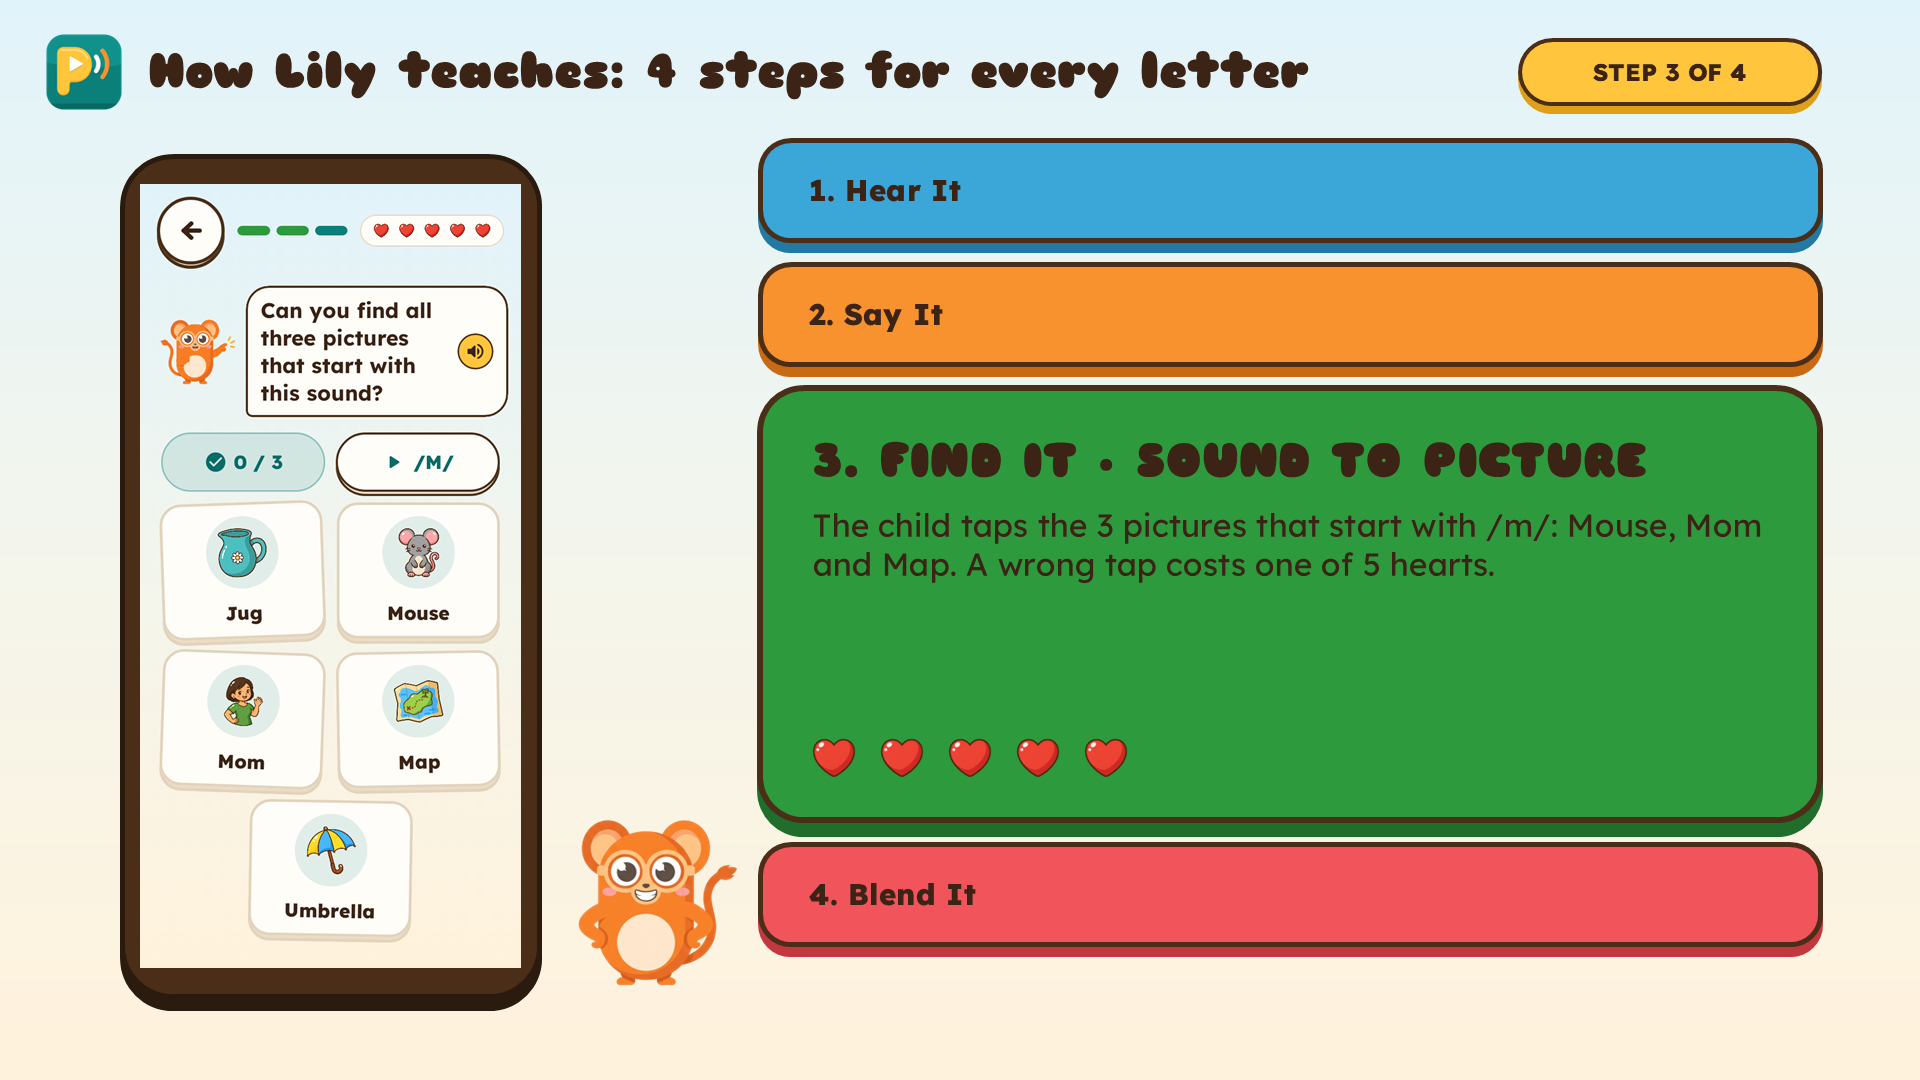 How Lily teaches: 4 steps for every letter
STEP 3 OF 4
Can you find all
three pictures
that start with
this sound?
0 / 3
/M/
Jug
Mouse
Mom
Map
Umbrella
1. Hear It
2. Say It
3. FIND IT · SOUND TO PICTURE
The child taps the 3 pictures that start with /m/: Mouse, Mom
and Map. A wrong tap costs one of 5 hearts.
4. Blend It